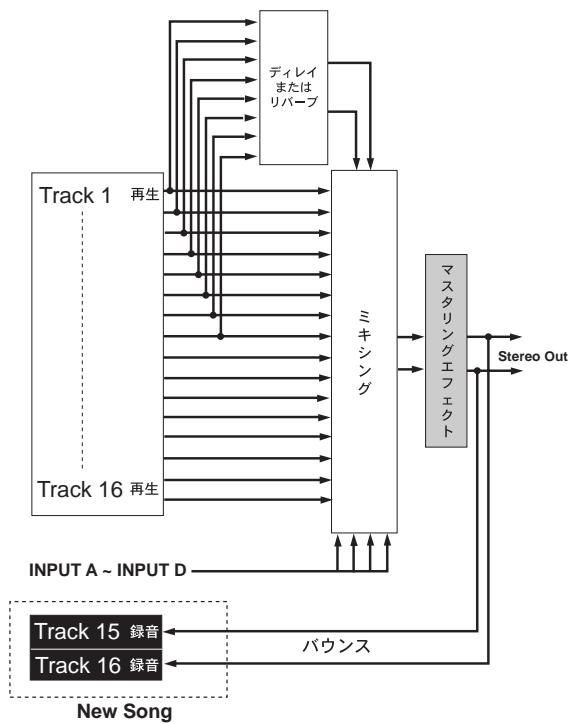 ディレイ
または
リバーブ
Track 1 再生
ミキシング
マスタリングエフェクト
Stereo Out
Track 16 再生
INPUT A ~ INPUT D
Track 15 録音
バウンス
Track 16 録音
New Song